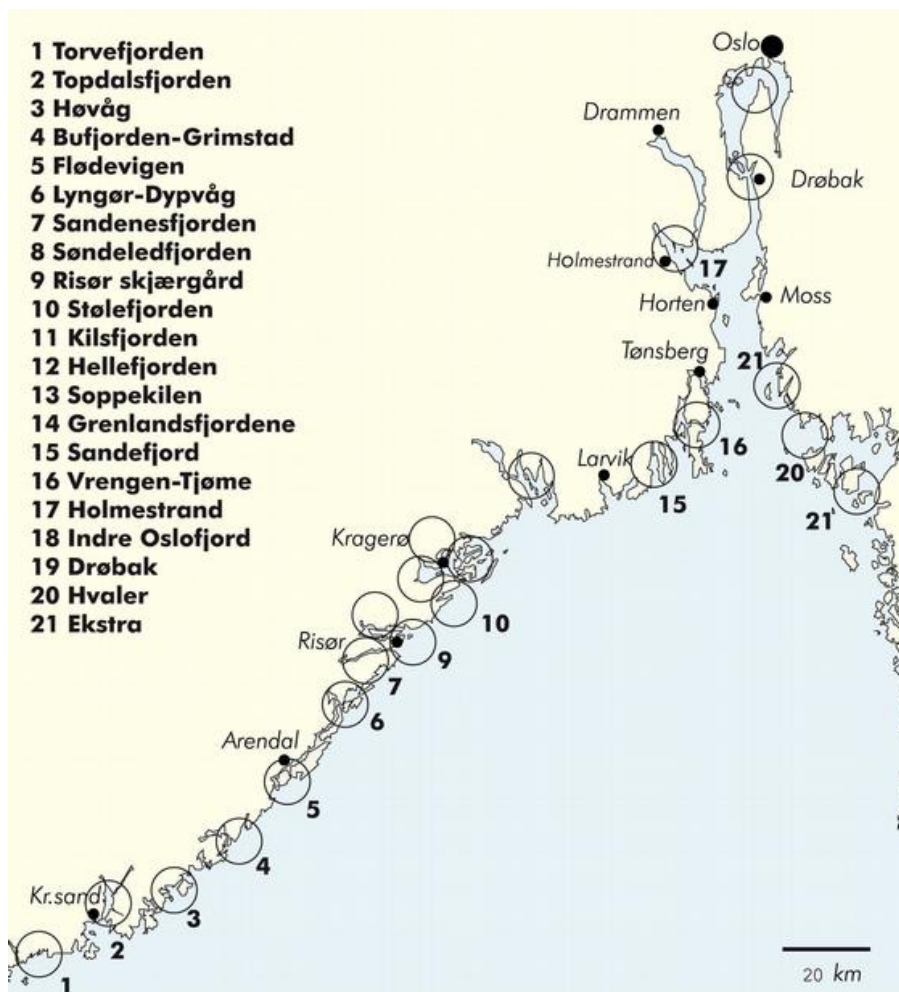 1 Torvefjorden
2 Topdalsfjorden
3 Høvåg
4 Bufjorden-Grimstad
5 Flødevigen
6 Lyngør-Dypvåg
7 Sandenesfjorden
8 Søndeledfjorden
9 Risør skjærgård
10 Stølefjorden
11 Kilsfjorden
12 Hellefjorden
13 Soppekilen
14 Grenlandsfjordene
15 Sandefjord
16 Vrengen-Tjøme
17 Holmestrand
18 Indre Oslofjord
19 Drøbak
20 Hvaler
21 Ekstra
Oslo
Drammen
Drøbak
Holmestrand
17
Horten
Moss
Tønsberg
21
16
20
Larvik
15
21
Kragerø
10
Risør
9
7
6
Arendal
5
4
Kr.sand
3
2
1
20 km